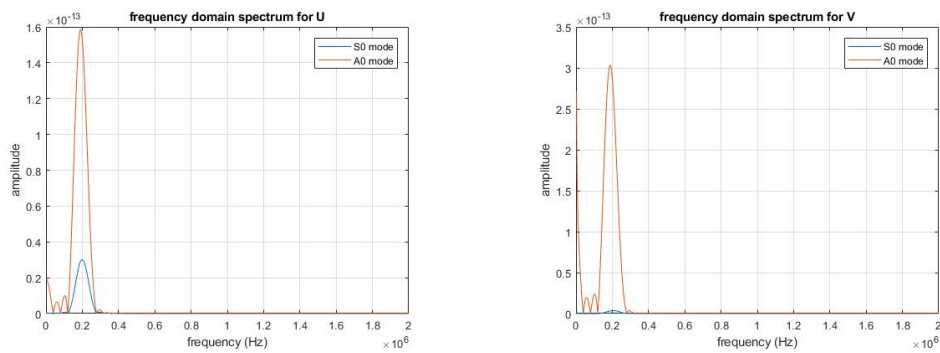 frequency domain spectrum for U
×10-13
1.6
1.4
1.2
1
0.8
0.6
0.4
0.2
0
amplitude
S0 mode
A0 mode
0 0.2 0.4 0.6 0.8 1 1.2 1.4 1.6 1.8 2
frequency (Hz)
×10^6
frequency domain spectrum for V
×10-13
3.5
3
2.5
2
1.5
1
0.5
0
amplitude
S0 mode
A0 mode
0 0.2 0.4 0.6 0.8 1 1.2 1.4 1.6 1.8 2
frequency (Hz)
×10^6